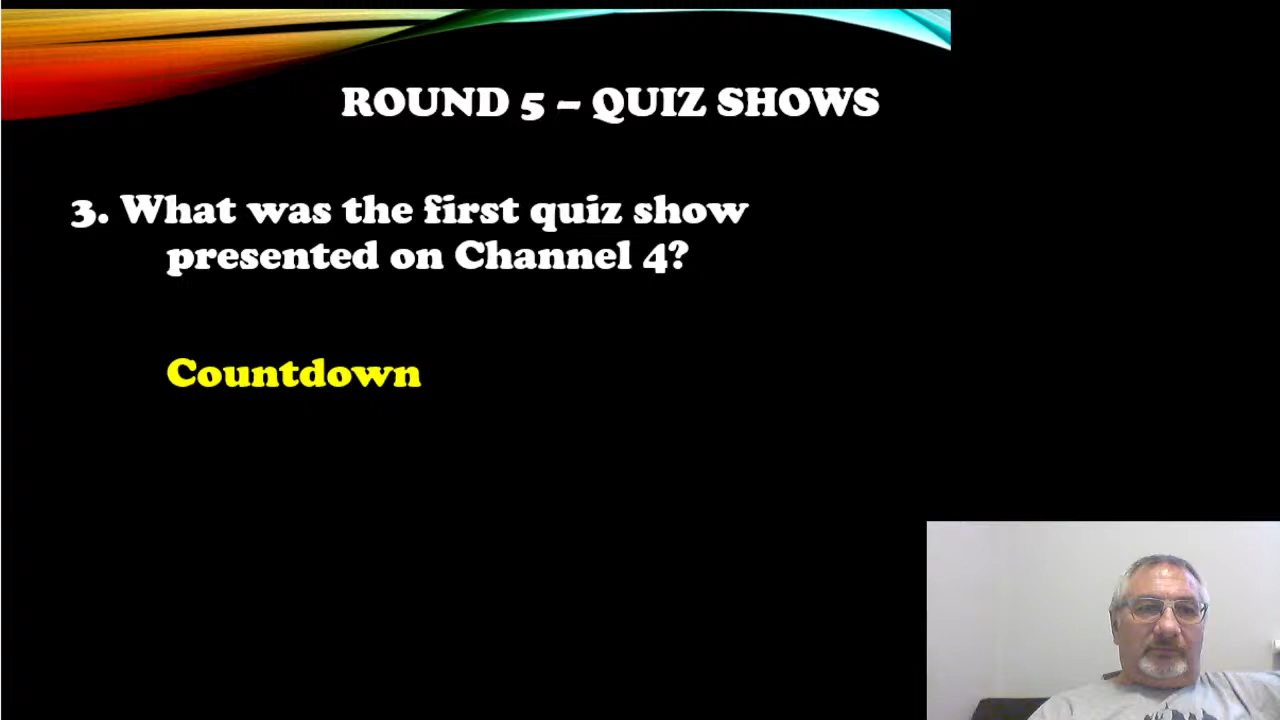 ROUND 5 – QUIZ SHOWS
3. What was the first quiz show
presented on Channel 4?
Countdown